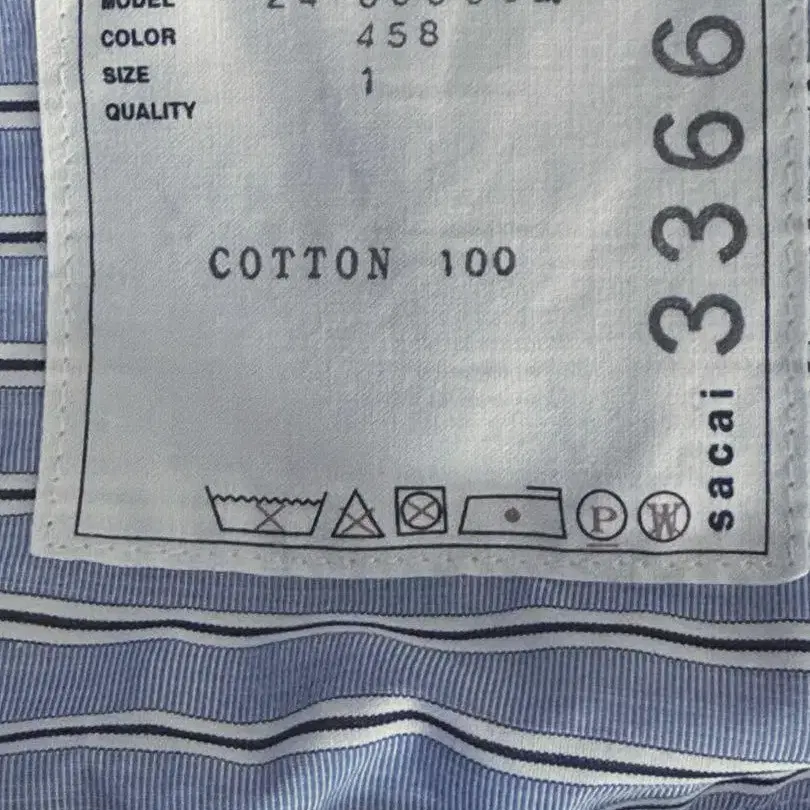 COLOR 458
SIZE 1
QUALITY
COTTON 100
P W
sacai 3366